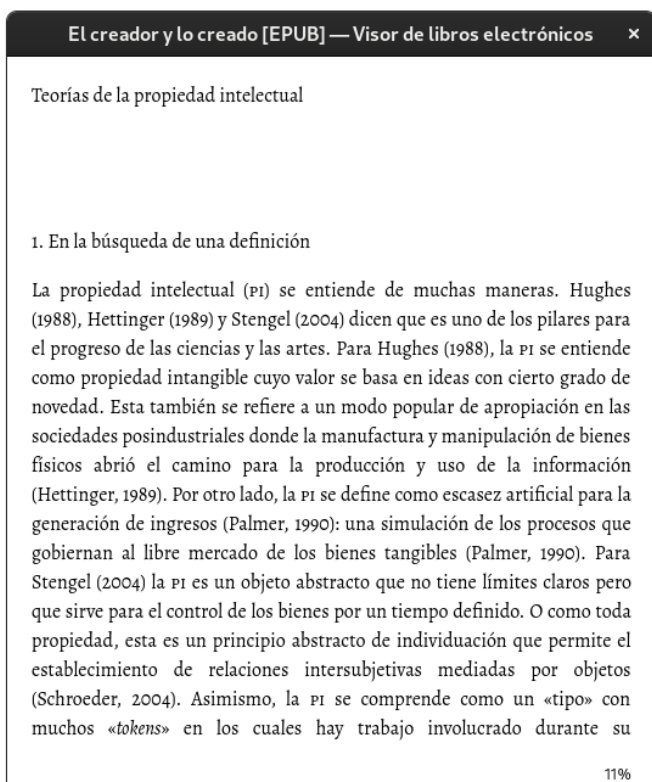 El creador y lo creado [EPUB] — Visor de libros electrónicos ×
Teorías de la propiedad intelectual
1. En la búsqueda de una definición
La propiedad intelectual (PI) se entiende de muchas maneras. Hughes
(1988), Hettinger (1989) y Stengel (2004) dicen que es uno de los pilares para
el progreso de las ciencias y las artes. Para Hughes (1988), la PI se entiende
como propiedad intangible cuyo valor se basa en ideas con cierto grado de
novedad. Esta también se refiere a un modo popular de apropiación en las
sociedades posindustriales donde la manufactura y manipulación de bienes
físicos abrió el camino para la producción y uso de la información
(Hettinger, 1989). Por otro lado, la PI se define como escasez artificial para la
generación de ingresos (Palmer, 1990): una simulación de los procesos que
gobiernan al libre mercado de los bienes tangibles (Palmer, 1990). Para
Stengel (2004) la PI es un objeto abstracto que no tiene límites claros pero
que sirve para el control de los bienes por un tiempo definido. O como toda
propiedad, esta es un principio abstracto de individuación que permite el
establecimiento de relaciones intersubjetivas mediadas por objetos
(Schroeder, 2004). Asimismo, la PI se comprende como un «tipo» con
muchos «tokens» en los cuales hay trabajo involucrado durante su
11%